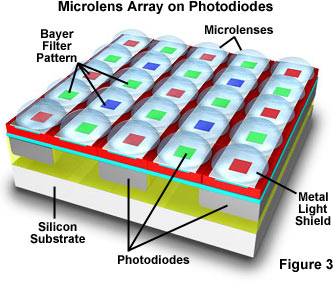 Microlens Array on Photodiodes
Bayer
Filter
Pattern
Microlenses
Silicon
Substrate
Photodiodes
Metal
Light
Shield
Figure 3